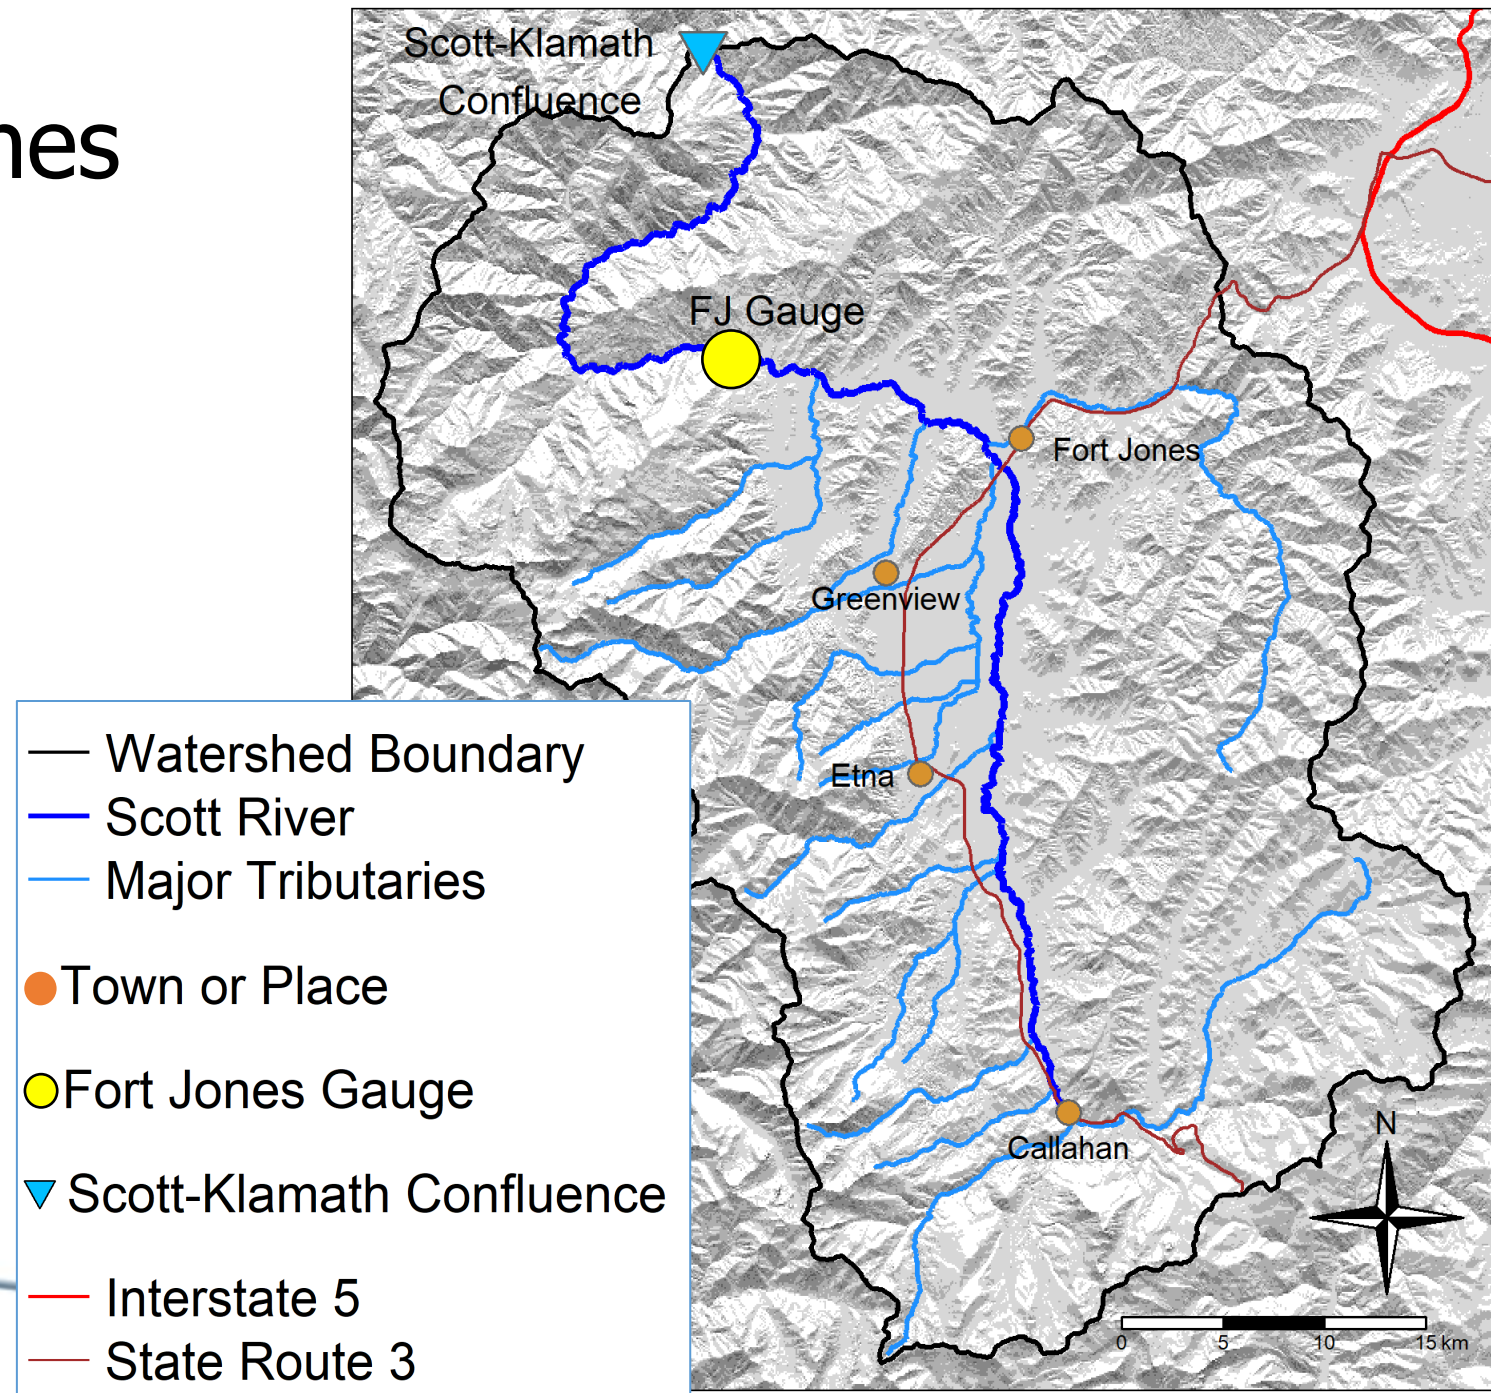 nes
Scott-Klamath
Confluence
FJ Gauge
Fort Jones
Greenview
Etna
Callahan
N
0 5 10 15 km
Watershed Boundary
Scott River
Major Tributaries
Town or Place
Fort Jones Gauge
Scott-Klamath Confluence
Interstate 5
State Route 3